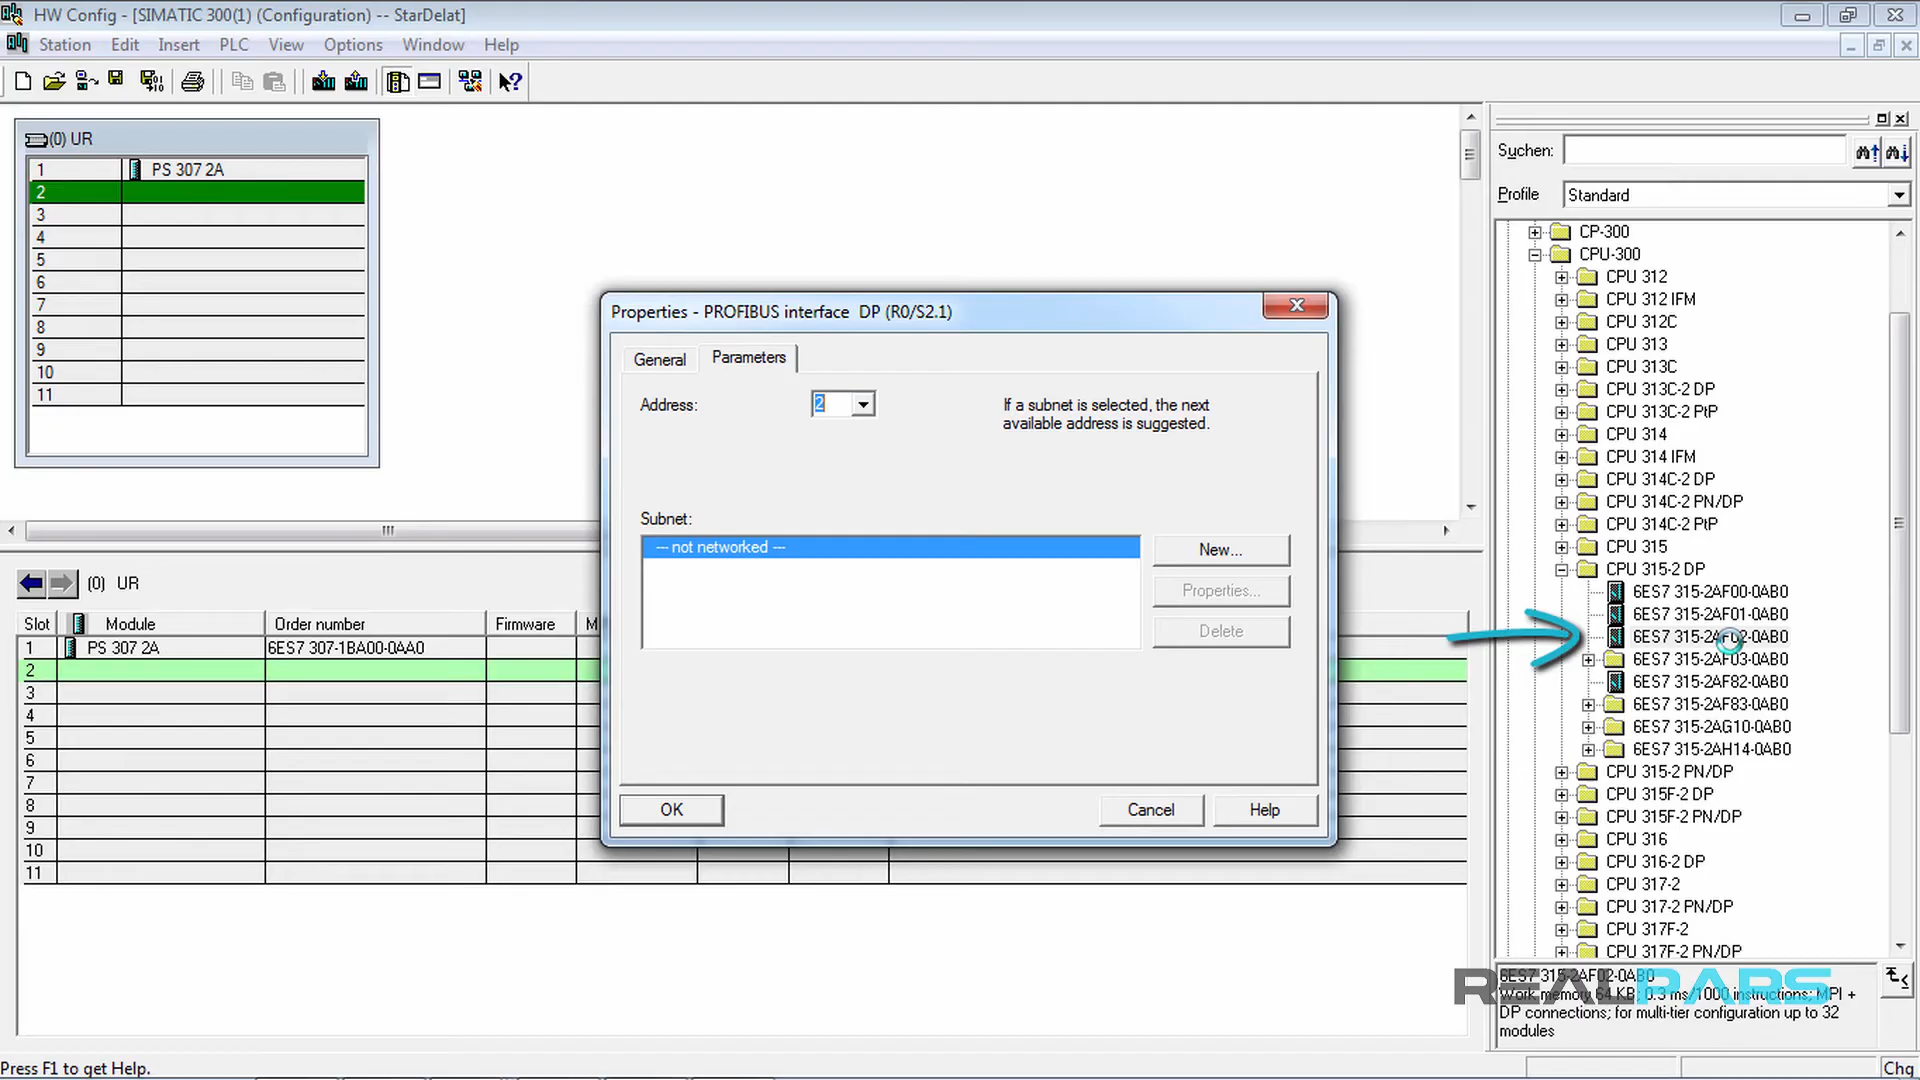 HW Config - [SIMATIC 300(1) (Configuration) -- StarDelat]
Station Edit Insert PLC View Options Window Help
(0) UR
1 PS 307 2A
2
3
4
5
6
7
8
9
10
11
Suchen:
Profile Standard
CP-300
CPU-300
CPU 312
CPU 312 IFM
CPU 312C
CPU 313
CPU 313C
CPU 313C-2 DP
CPU 313C-2 PtP
CPU 314
CPU 314 IFM
CPU 314C-2 DP
CPU 314C-2 PN/DP
CPU 314C-2 PtP
CPU 315
CPU 315-2 DP
6ES7 315-2AF00-0AB0
6ES7 315-2AF01-0AB0
6ES7 315-2AF02-0AB0
6ES7 315-2AF03-0AB0
6ES7 315-2AF82-0AB0
6ES7 315-2AF83-0AB0
6ES7 315-2AG10-0AB0
6ES7 315-2AH14-0AB0
CPU 315-2 PN/DP
CPU 315F-2 DP
CPU 315F-2 PN/DP
CPU 316
CPU 316-2 DP
CPU 317-2
CPU 317-2 PN/DP
CPU 317F-2
CPU 317F-2 PN/DP
6ES7 315-2AF02-0AB0
Work memory 64 KB; 0.3 ms/1000 instructions; MPI +
DP connections; for multi-tier configuration up to 32
modules
REALPARS
Properties - PROFIBUS interface DP (R0/S2.1)
General Parameters
Address: 2
If a subnet is selected, the next
available address is suggested.
Subnet:
--- not networked ---
New...
Properties...
Delete
OK Cancel Help
(0) UR
Slot Module Order number Firmware M
1 PS 307 2A 6ES7 307-1BA00-0AA0
2
3
4
5
6
7
8
9
10
11
Press F1 to get Help.
Chg